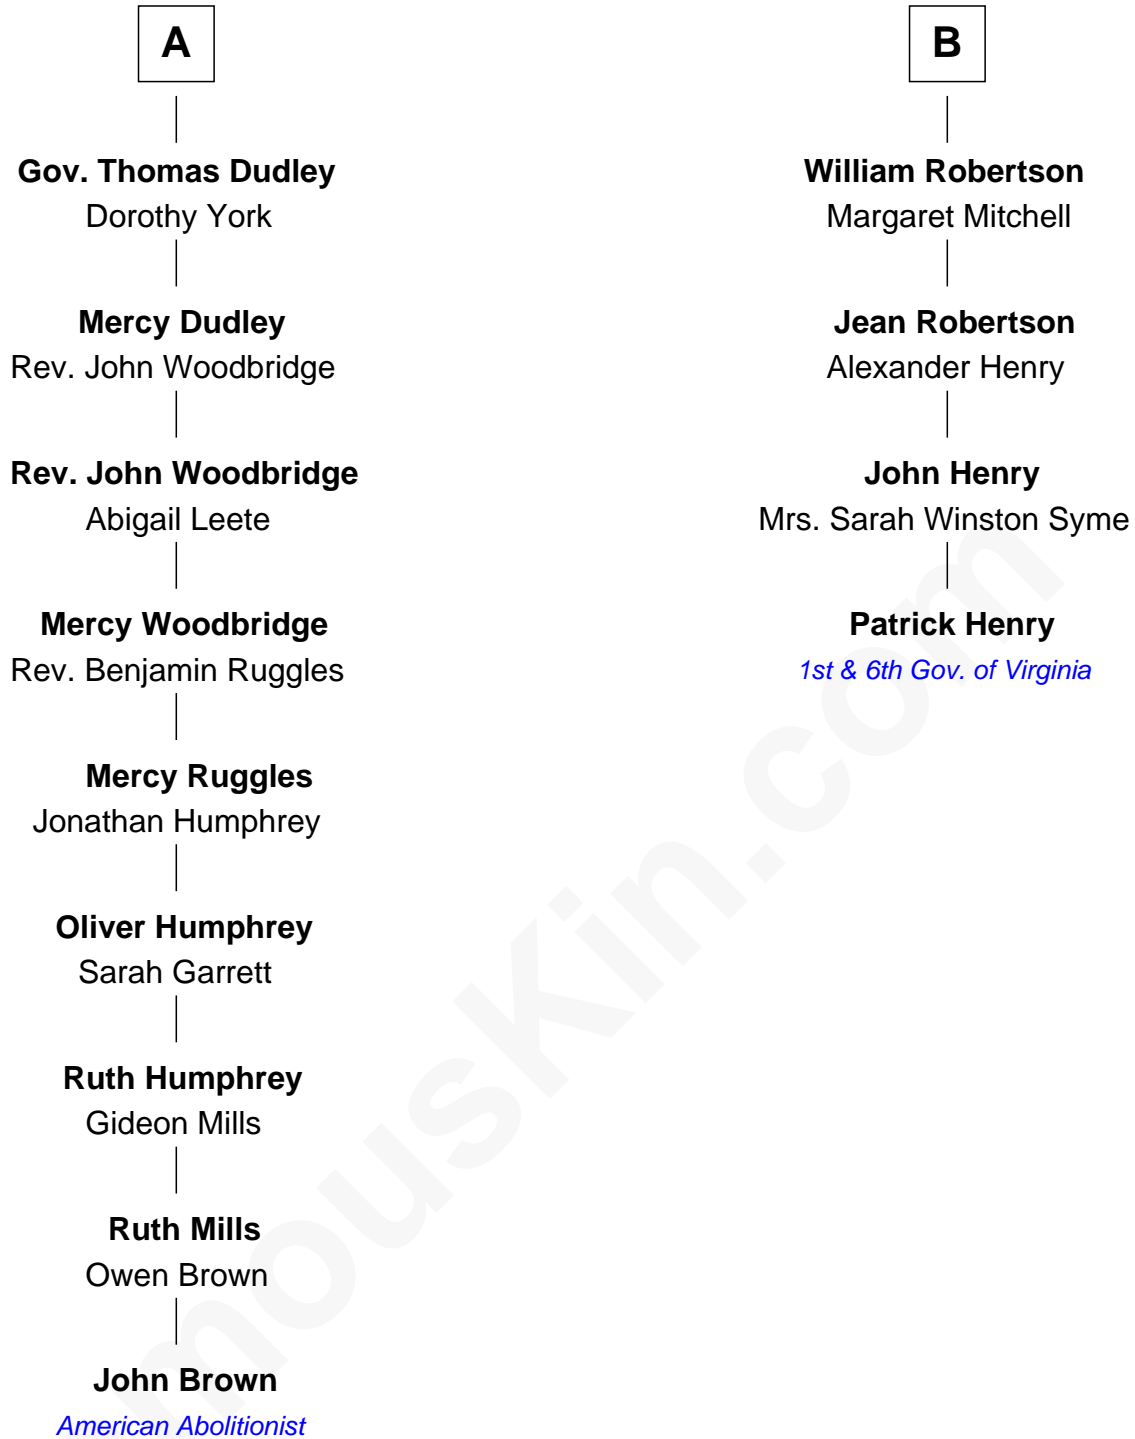 A
Gov. Thomas Dudley
Dorothy York
Mercy Dudley
Rev. John Woodbridge
Rev. John Woodbridge
Abigail Leete
Mercy Woodbridge
Rev. Benjamin Ruggles
Mercy Ruggles
Jonathan Humphrey
Oliver Humphrey
Sarah Garrett
Ruth Humphrey
Gideon Mills
Ruth Mills
Owen Brown
John Brown
American Abolitionist
B
William Robertson
Margaret Mitchell
Jean Robertson
Alexander Henry
John Henry
Mrs. Sarah Winston Syme
Patrick Henry
1st & 6th Gov. of Virginia
mousKin.com